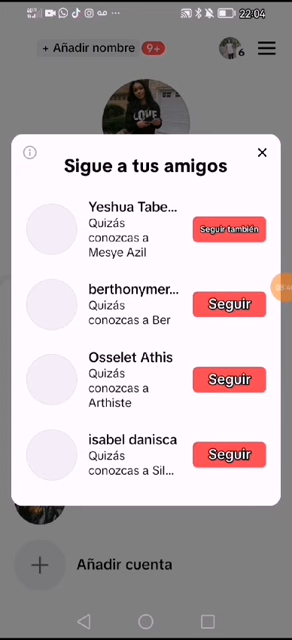 22:04
+ Añadir nombre 9+
6
LOVE
Sigue a tus amigos
Yeshua Tabe...
Quizás
conozcas a
Mesye Azil
Seguir también
berthonymer...
Quizás
conozcas a Ber
Seguir
Osselet Athis
Quizás
conozcas a
Arthiste
Seguir
isabel danisca
Quizás
conozcas a Sil...
Seguir
Añadir cuenta